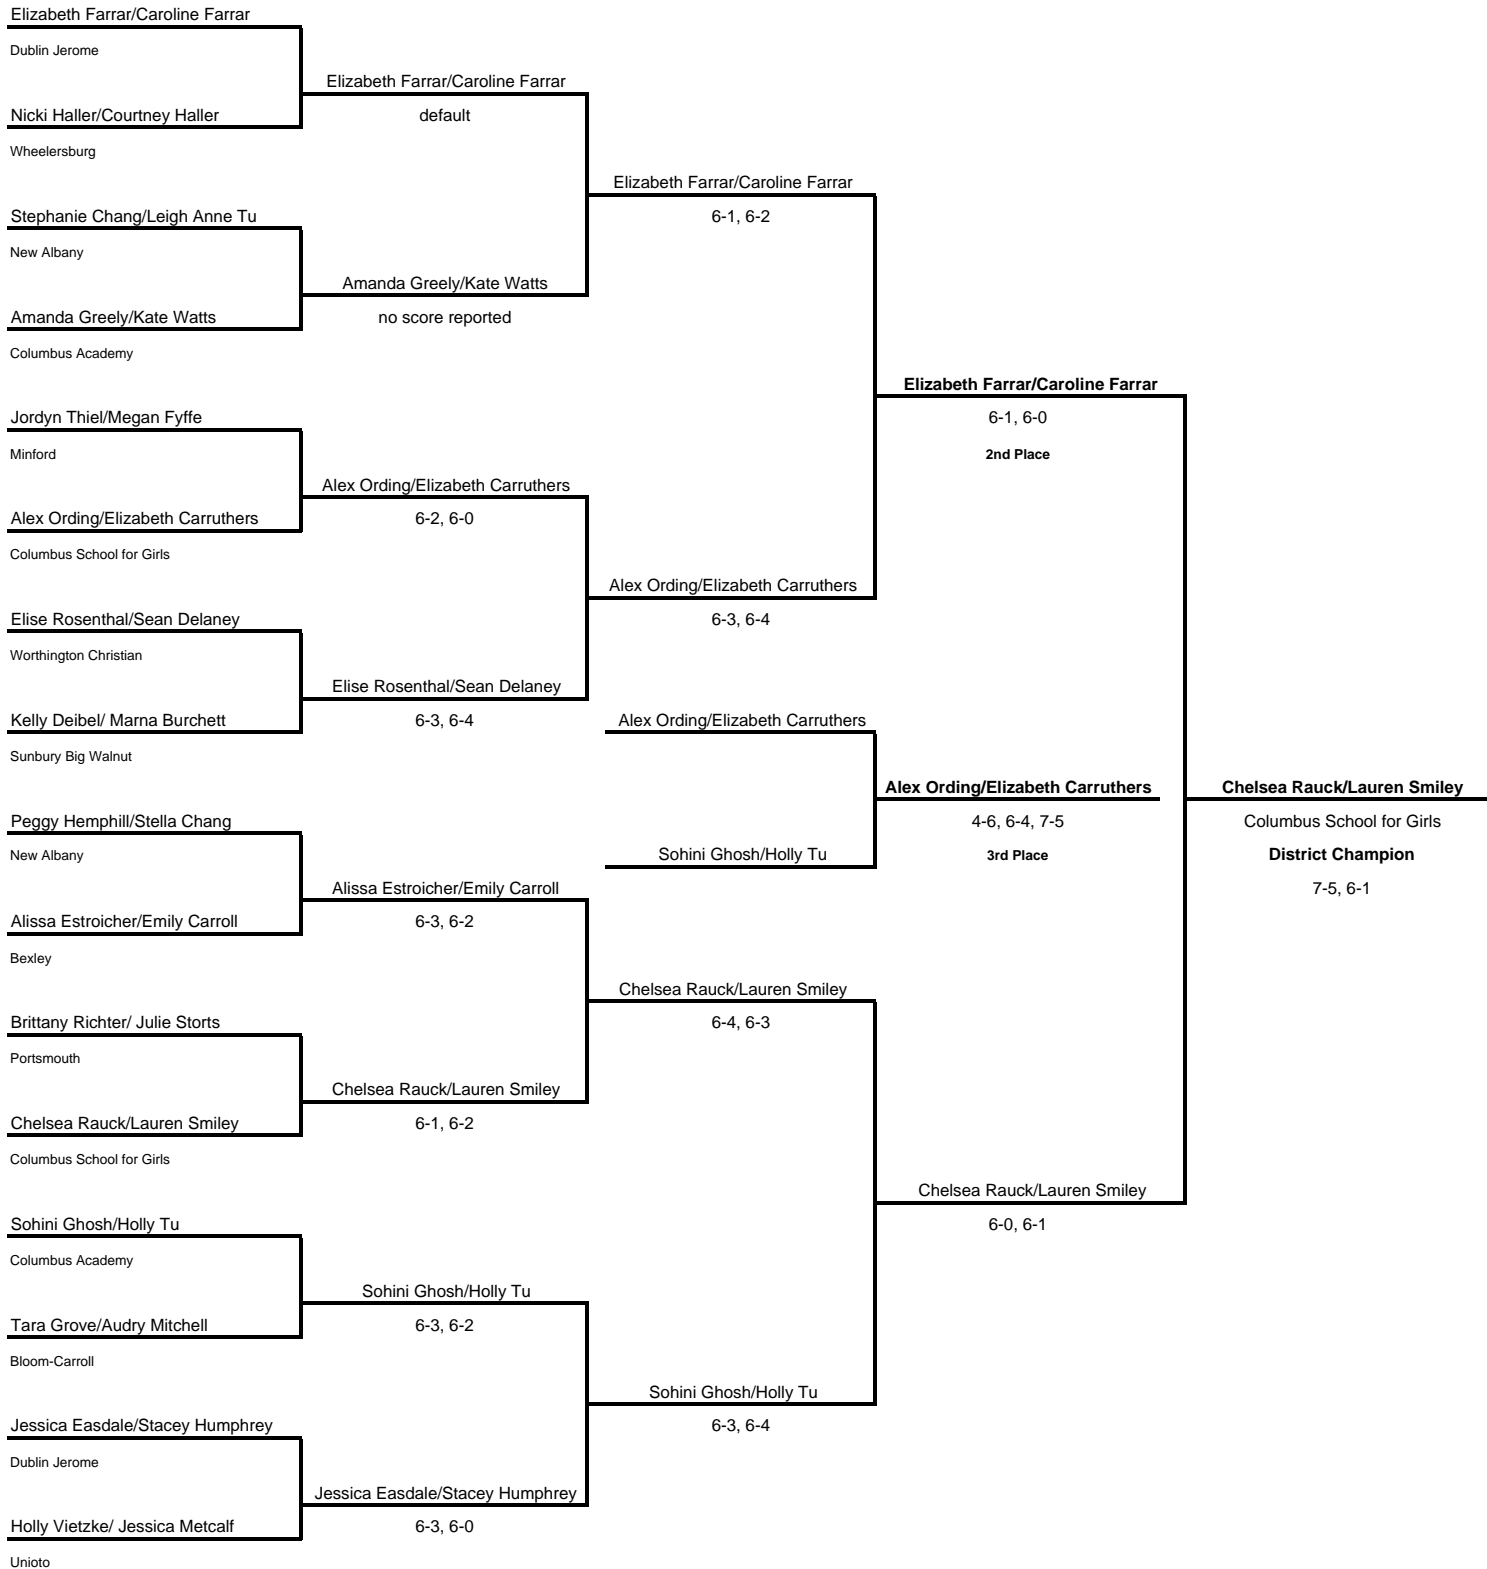 Elizabeth Farrar/Caroline Farrar
Dublin Jerome
Elizabeth Farrar/Caroline Farrar
Nicki Haller/Courtney Haller
default
Wheelersburg
Elizabeth Farrar/Caroline Farrar
Stephanie Chang/Leigh Anne Tu
6-1, 6-2
New Albany
Amanda Greely/Kate Watts
Amanda Greely/Kate Watts
no score reported
Columbus Academy
Elizabeth Farrar/Caroline Farrar
Jordyn Thiel/Megan Fyffe
6-1, 6-0
Minford
2nd Place
Alex Ording/Elizabeth Carruthers
Alex Ording/Elizabeth Carruthers
6-2, 6-0
Columbus School for Girls
Alex Ording/Elizabeth Carruthers
Elise Rosenthal/Sean Delaney
6-3, 6-4
Worthington Christian
Elise Rosenthal/Sean Delaney
Kelly Deibel/ Marna Burchett
6-3, 6-4
Alex Ording/Elizabeth Carruthers
Sunbury Big Walnut
Alex Ording/Elizabeth Carruthers
Chelsea Rauck/Lauren Smiley
Peggy Hemphill/Stella Chang
4-6, 6-4, 7-5
Columbus School for Girls
New Albany
Sohini Ghosh/Holly Tu
3rd Place
District Champion
Alissa Estroicher/Emily Carroll
7-5, 6-1
Alissa Estroicher/Emily Carroll
6-3, 6-2
Bexley
Chelsea Rauck/Lauren Smiley
Brittany Richter/ Julie Storts
6-4, 6-3
Portsmouth
Chelsea Rauck/Lauren Smiley
Chelsea Rauck/Lauren Smiley
6-1, 6-2
Columbus School for Girls
Chelsea Rauck/Lauren Smiley
Sohini Ghosh/Holly Tu
6-0, 6-1
Columbus Academy
Sohini Ghosh/Holly Tu
Tara Grove/Audry Mitchell
6-3, 6-2
Bloom-Carroll
Sohini Ghosh/Holly Tu
Jessica Easdale/Stacey Humphrey
6-3, 6-4
Dublin Jerome
Jessica Easdale/Stacey Humphrey
Holly Vietzke/ Jessica Metcalf
6-3, 6-0
Unioto